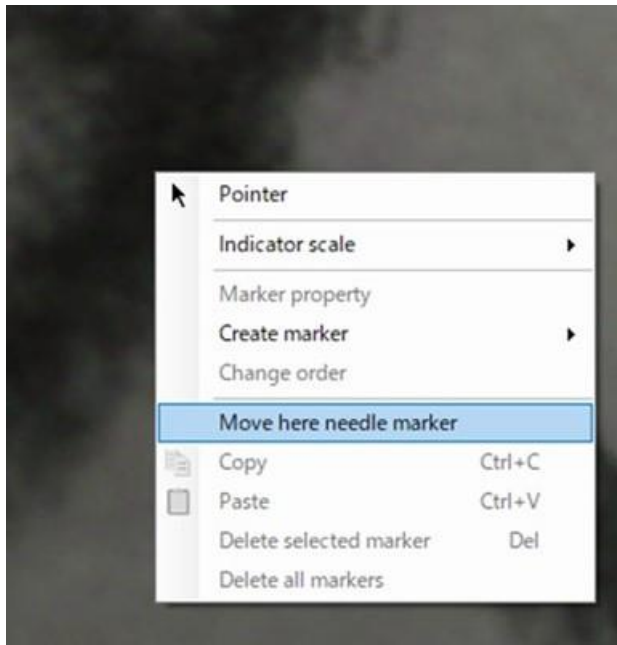 Pointer
Indicator scale
Marker property
Create marker
Change order
Move here needle marker
Copy Ctrl+C
Paste Ctrl+V
Delete selected marker Del
Delete all markers